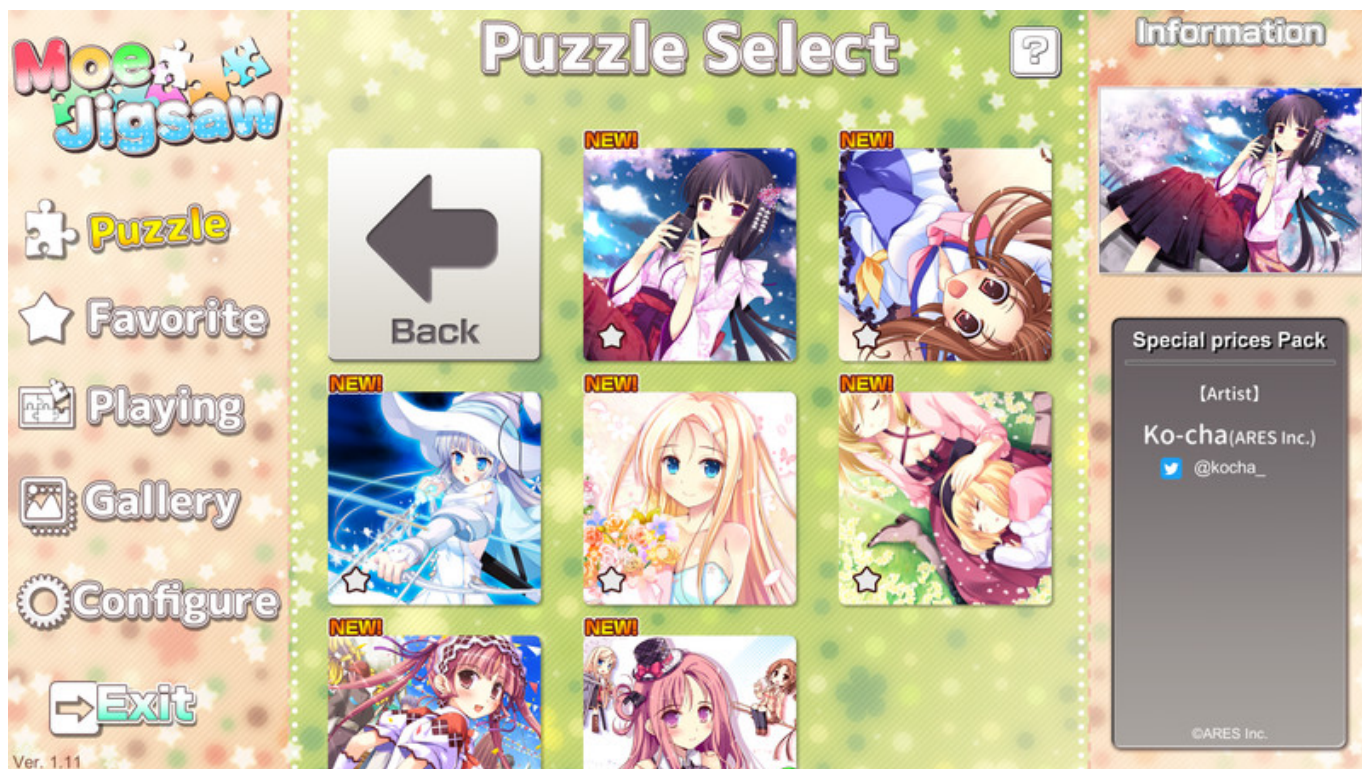 Moe
Jigsaw
Puzzle
Favorite
Playing
Gallery
Configure
Exit
Ver. 1.11
Puzzle Select
?
Back
NEW!
NEW!
NEW!
NEW!
NEW!
NEW!
NEW!
Information
Special prices Pack
【Artist】
Ko-cha(ARES Inc.)
@kocha_
©ARES Inc.